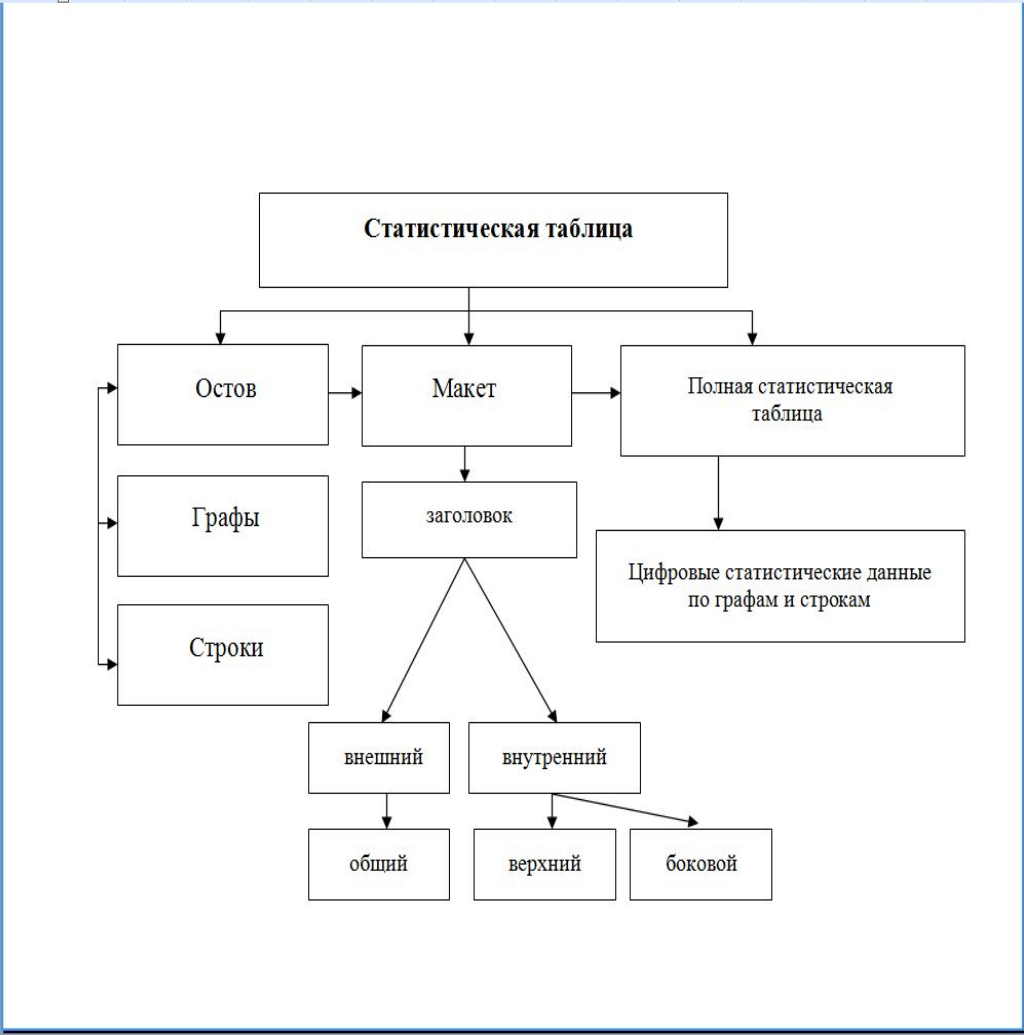 Статистическая таблица
Остов
Макет
Полная статистическая
таблица
Графы
заголовок
Цифровые статистические данные
по графам и строкам
Строки
внешний
внутренний
общий
верхний
боковой